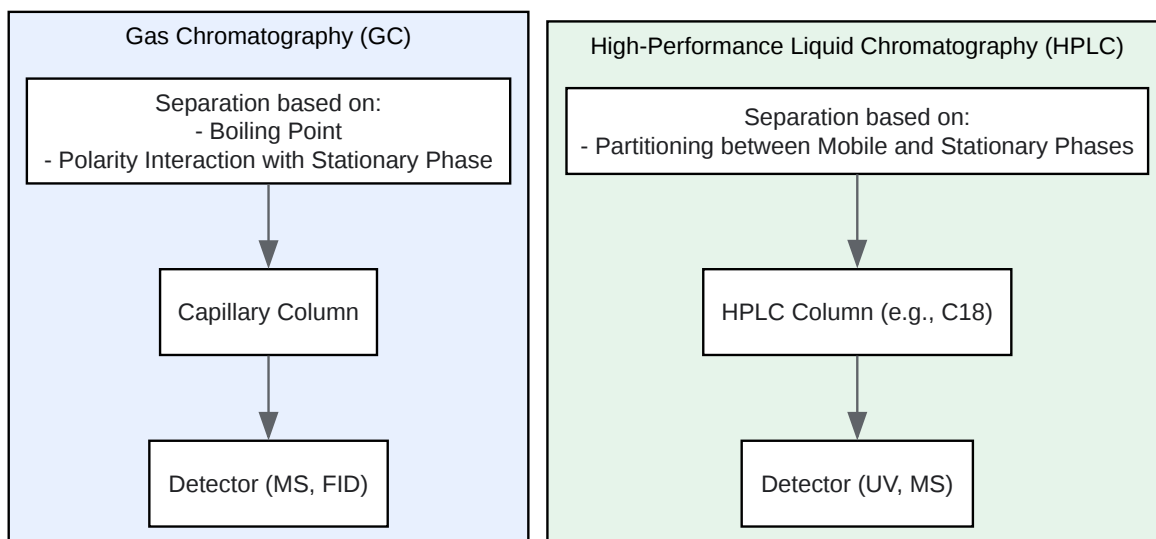 Gas Chromatography (GC)
Separation based on:
- Boiling Point
- Polarity Interaction with Stationary Phase
Capillary Column
Detector (MS, FID)
High-Performance Liquid Chromatography (HPLC)
Separation based on:
- Partitioning between Mobile and Stationary Phases
HPLC Column (e.g., C18)
Detector (UV, MS)